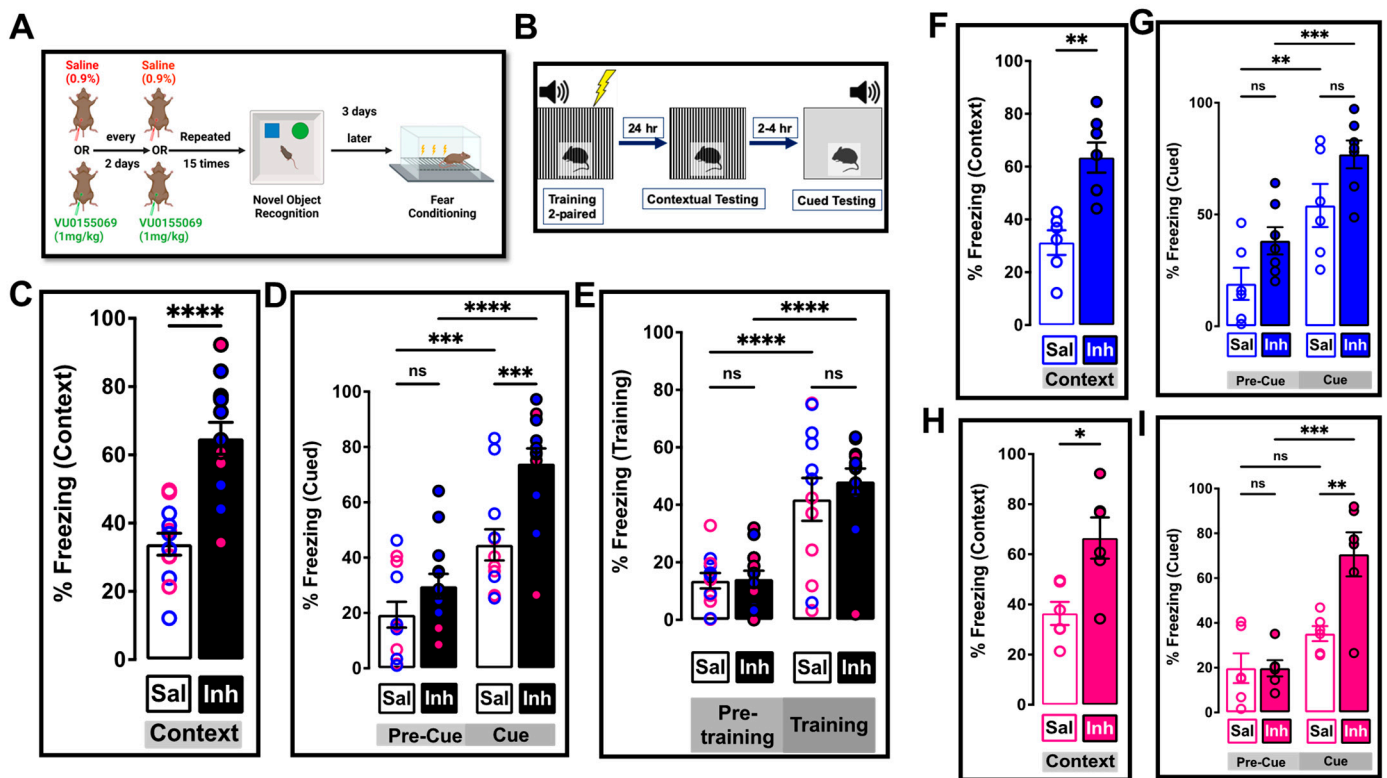 A
Saline
(0.9%)
Saline
(0.9%)
OR
every
2 days
OR
Repeated
15 times
3 days
later
VU0155069
(1mg/kg)
VU0155069
(1mg/kg)
Novel Object
Recognition
Fear
Conditioning
B
24 hr
2-4 hr
Training
2-paired
Contextual Testing
Cued Testing
C
% Freezing (Context)
100
80
60
40
20
0
****
Sal
Inh
Context
D
% Freezing (Cued)
100
80
60
40
20
0
****
***
ns
***
Sal
Inh
Sal
Inh
Pre-Cue
Cue
E
% Freezing (Training)
100
80
60
40
20
0
****
****
ns
ns
Sal
Inh
Sal
Inh
Pre-
training
Training
F
% Freezing (Context)
100
80
60
40
20
0
**
Sal
Inh
Context
G
% Freezing (Cued)
100
50
0
***
**
ns
ns
Sal
Inh
Sal
Inh
Pre-Cue
Cue
H
% Freezing (Context)
100
80
60
40
20
0
*
Sal
Inh
Context
I
% Freezing (Cued)
100
80
60
40
20
0
***
ns
ns
**
Sal
Inh
Sal
Inh
Pre-Cue
Cue